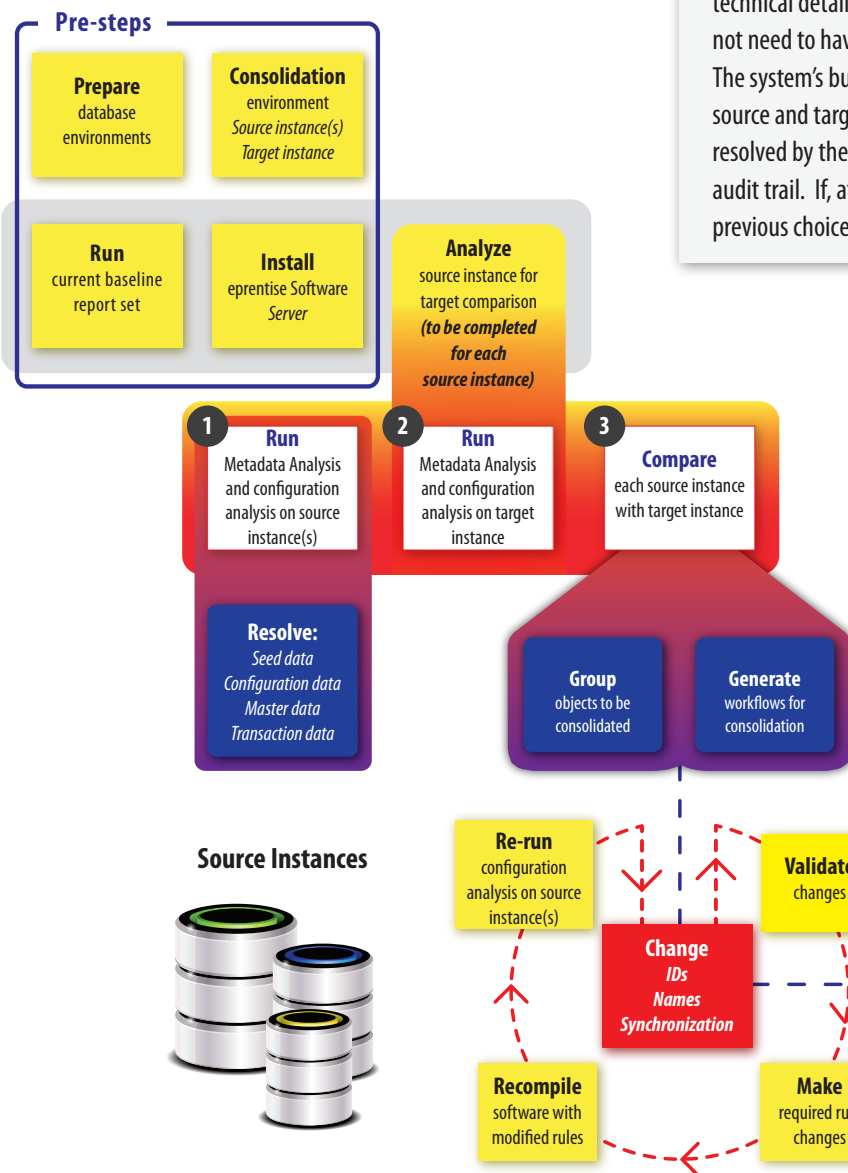 technical detail
not need to hav
The system's bu
source and targ
resolved by the
audit trail. If, a
previous choice
Pre-steps
Prepare
database
environments
Consolidation
environment
Source instance(s)
Target instance
Run
current baseline
report set
Install
eprentise Software
Server
Analyze
source instance for
target comparison
(to be completed
for each
source instance)
1
Run
Metadata Analysis
and configuration
analysis on source
instance(s)
2
Run
Metadata Analysis
and configuration
analysis on target
instance
3
Compare
each source instance
with target instance
Resolve:
Seed data
Configuration data
Master data
Transaction data
Group
objects to be
consolidated
Generate
workflows for
consolidation
Source Instances
Re-run
configuration
analysis on source
instance(s)
Validate
changes
Change
IDs
Names
Synchronization
Recompile
software with
modified rules
Make
required ru
changes